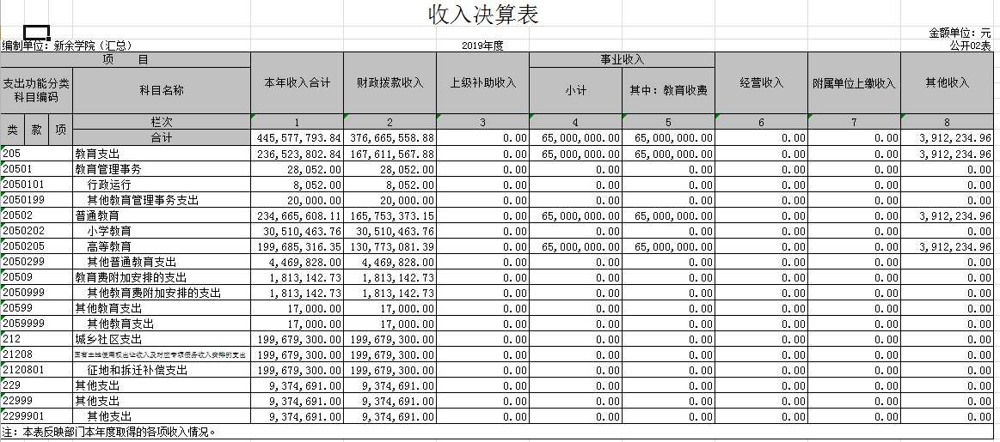 收入决算表
金额单位：元
编制单位：新余学院（汇总） 2019年度 公开02表
项 目 本年收入合计 财政拨款收入 上级补助收入 事业收入 经营收入 附属单位上缴收入 其他收入
支出功能分类科目编码 科目名称 小计 其中：教育收费
类 款 项 栏次 1 2 3 4 5 6 7 8
合计 445,577,793.84 376,665,558.88 0.00 65,000,000.00 65,000,000.00 0.00 0.00 3,912,234.96
205 教育支出 236,523,802.84 167,611,567.88 0.00 65,000,000.00 65,000,000.00 0.00 0.00 3,912,234.96
20501 教育管理事务 28,052.00 28,052.00 0.00 0.00 0.00 0.00 0.00 0.00
2050101 行政运行 8,052.00 8,052.00 0.00 0.00 0.00 0.00 0.00 0.00
2050199 其他教育管理事务支出 20,000.00 20,000.00 0.00 0.00 0.00 0.00 0.00 0.00
20502 普通教育 234,665,608.11 165,753,373.15 0.00 65,000,000.00 65,000,000.00 0.00 0.00 3,912,234.96
2050202 小学教育 30,510,463.76 30,510,463.76 0.00 0.00 0.00 0.00 0.00 0.00
2050205 高等教育 199,685,316.35 130,773,081.39 0.00 65,000,000.00 65,000,000.00 0.00 0.00 3,912,234.96
2050299 其他普通教育支出 4,469,828.00 4,469,828.00 0.00 0.00 0.00 0.00 0.00 0.00
20509 教育费附加安排的支出 1,813,142.73 1,813,142.73 0.00 0.00 0.00 0.00 0.00 0.00
2050999 其他教育费附加安排的支出 1,813,142.73 1,813,142.73 0.00 0.00 0.00 0.00 0.00 0.00
20599 其他教育支出 17,000.00 17,000.00 0.00 0.00 0.00 0.00 0.00 0.00
2059999 其他教育支出 17,000.00 17,000.00 0.00 0.00 0.00 0.00 0.00 0.00
212 城乡社区支出 199,679,300.00 199,679,300.00 0.00 0.00 0.00 0.00 0.00 0.00
21208 国有土地使用权出让收入及对应专项债务收入安排的支出 199,679,300.00 199,679,300.00 0.00 0.00 0.00 0.00 0.00 0.00
2120801 征地和拆迁补偿支出 199,679,300.00 199,679,300.00 0.00 0.00 0.00 0.00 0.00 0.00
229 其他支出 9,374,691.00 9,374,691.00 0.00 0.00 0.00 0.00 0.00 0.00
22999 其他支出 9,374,691.00 9,374,691.00 0.00 0.00 0.00 0.00 0.00 0.00
2299901 其他支出 9,374,691.00 9,374,691.00 0.00 0.00 0.00 0.00 0.00 0.00
注：本表反映部门本年度取得的各项收入情况。